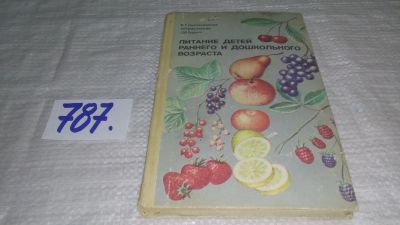 787.
ПИТАНИЕ ДЕТЕЙ
РАННЕГО И ДОШКОЛЬНОГО
ВОЗРАСТА